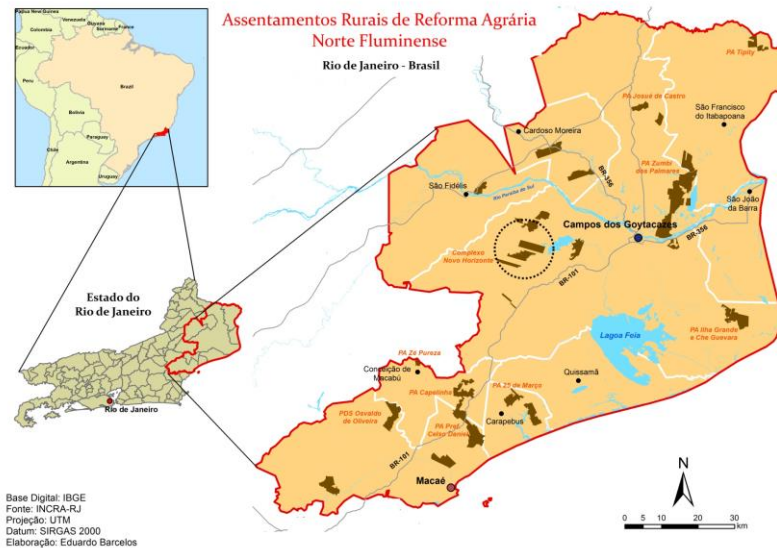 Assentamentos Rurais de Reforma Agrária
Norte Fluminense
Rio de Janeiro - Brasil
Papua New Guinea
Venezuela
Guyana
Suriname
France
Colombia
Ecuador
Peru
Brazil
Bolivia
Paraguay
Chile
Argentina
Uruguay
Estado do
Rio de Janeiro
Rio de Janeiro
PA Tipity
PA Josué de Castro
São Francisco
do Itabapoana
Cardoso Moreira
BR-356
PA Zumbi
dos Palmares
São Fidélis
Rio Paraíba do Sul
São João
da Barra
Campos dos Goytacazes
BR-356
Complexo
Novo Horizonte
BR-101
Lagoa Feia
PA Ilha Grande
e Che Guevara
PA Zé Pureza
Conceição de
Macabú
Quissamã
PA Capelinha
PA 25 de Março
PDS Osvaldo
de Oliveira
PA Pref.
Celso Daniel
Carapebus
BR-101
Macaé
N
0 5 10 20 30
km
Base Digital: IBGE
Fonte: INCRA-RJ
Projeção: UTM
Datum: SIRGAS 2000
Elaboração: Eduardo Barcelos